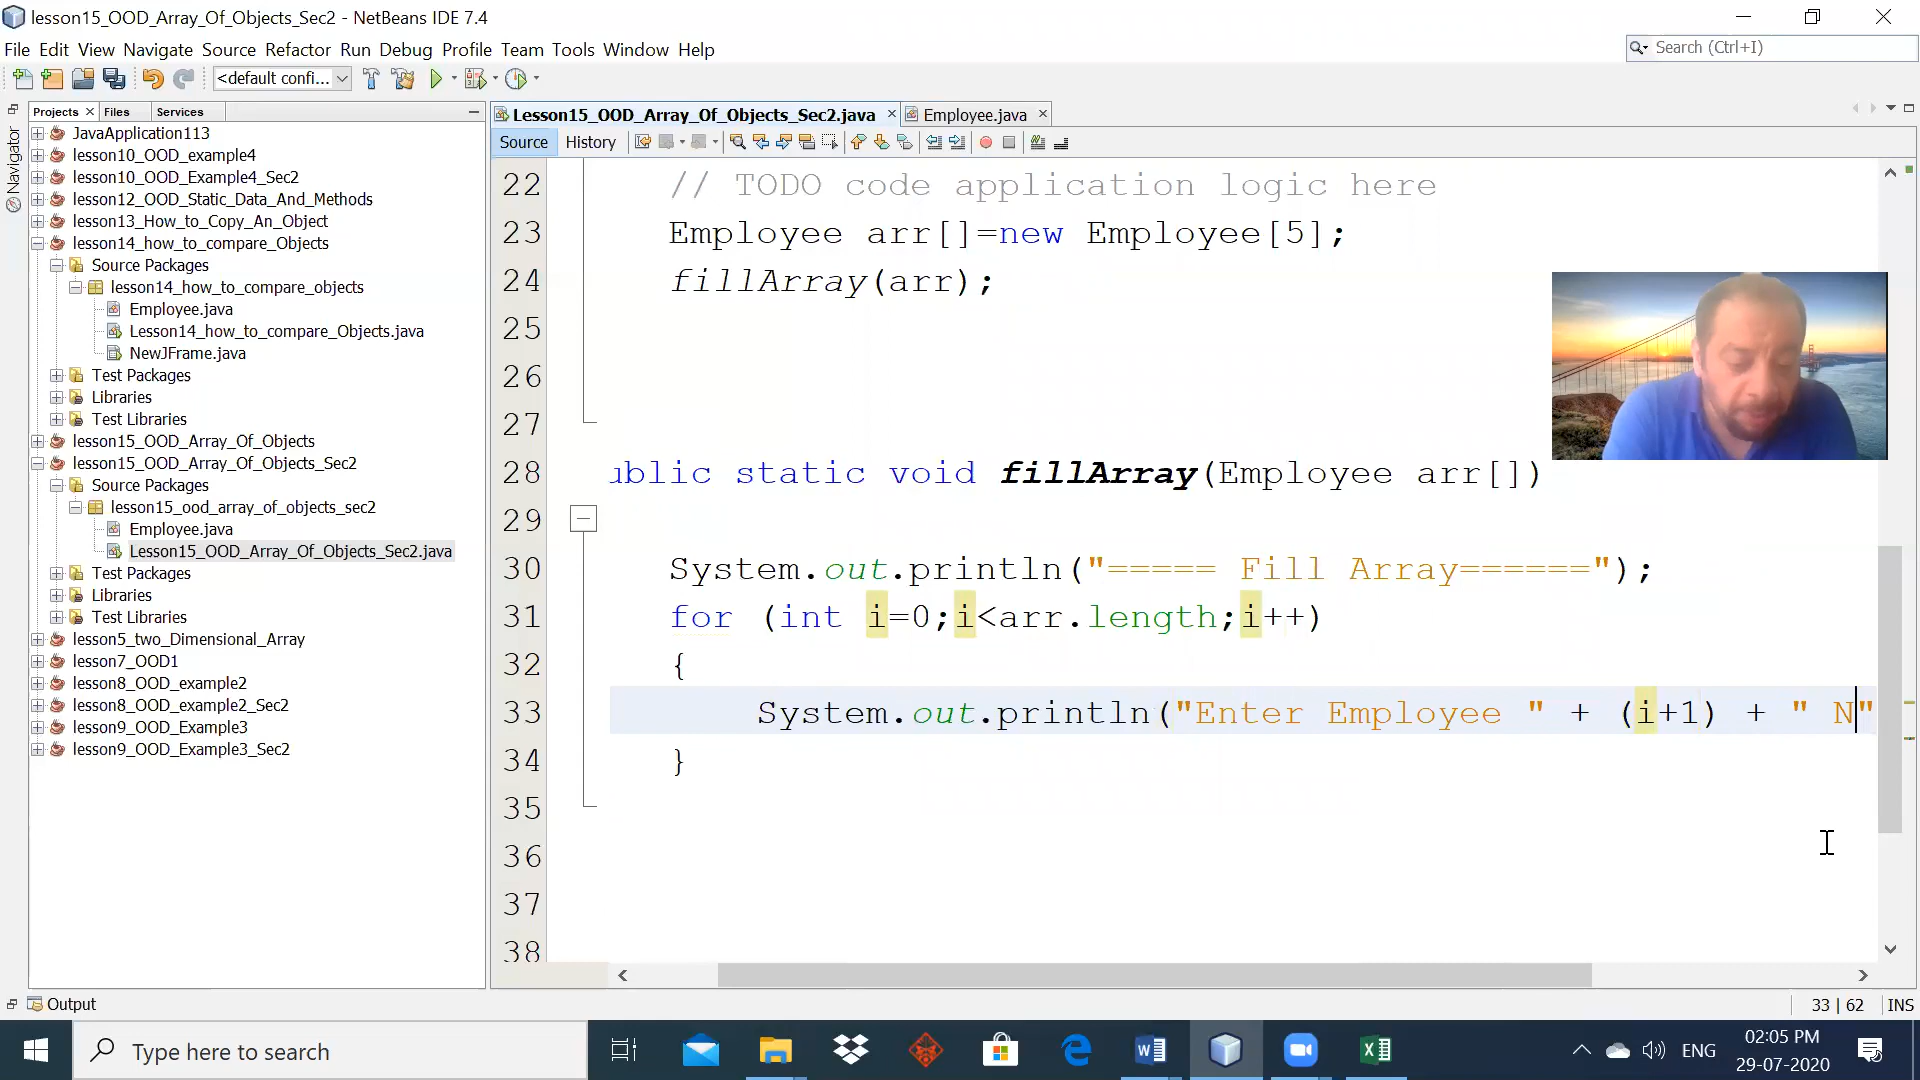 lesson15_OOD_Array_Of_Objects_Sec2 - NetBeans IDE 7.4
File Edit View Navigate Source Refactor Run Debug Profile Team Tools Window Help
Search (Ctrl+I)
<default confi...
Projects Files Services
Navigator
JavaApplication113
lesson10_OOD_example4
lesson10_OOD_Example4_Sec2
lesson12_OOD_Static_Data_And_Methods
lesson13_How_to_Copy_An_Object
lesson14_how_to_compare_Objects
Source Packages
lesson14_how_to_compare_objects
Employee.java
Lesson14_how_to_compare_Objects.java
NewJFrame.java
Test Packages
Libraries
Test Libraries
lesson15_OOD_Array_Of_Objects
lesson15_OOD_Array_Of_Objects_Sec2
Source Packages
lesson15_ood_array_of_objects_sec2
Employee.java
Lesson15_OOD_Array_Of_Objects_Sec2.java
Test Packages
Libraries
Test Libraries
lesson5_two_Dimensional_Array
lesson7_OOD1
lesson8_OOD_example2
lesson8_OOD_example2_Sec2
lesson9_OOD_Example3
lesson9_OOD_Example3_Sec2
Lesson15_OOD_Array_Of_Objects_Sec2.java Employee.java
Source History
22 // TODO code application logic here
23 Employee arr[]=new Employee[5];
24 fillArray(arr);
25
26
27
28 ublic static void fillArray(Employee arr[])
29
30 System.out.println("===== Fill Array======");
31 for (int i=0;i<arr.length;i++)
32 {
33 System.out.println("Enter Employee " + (i+1) + " N"
34 }
35
36
37
38
Output
33 | 62 INS
Type here to search
ENG
02:05 PM
29-07-2020